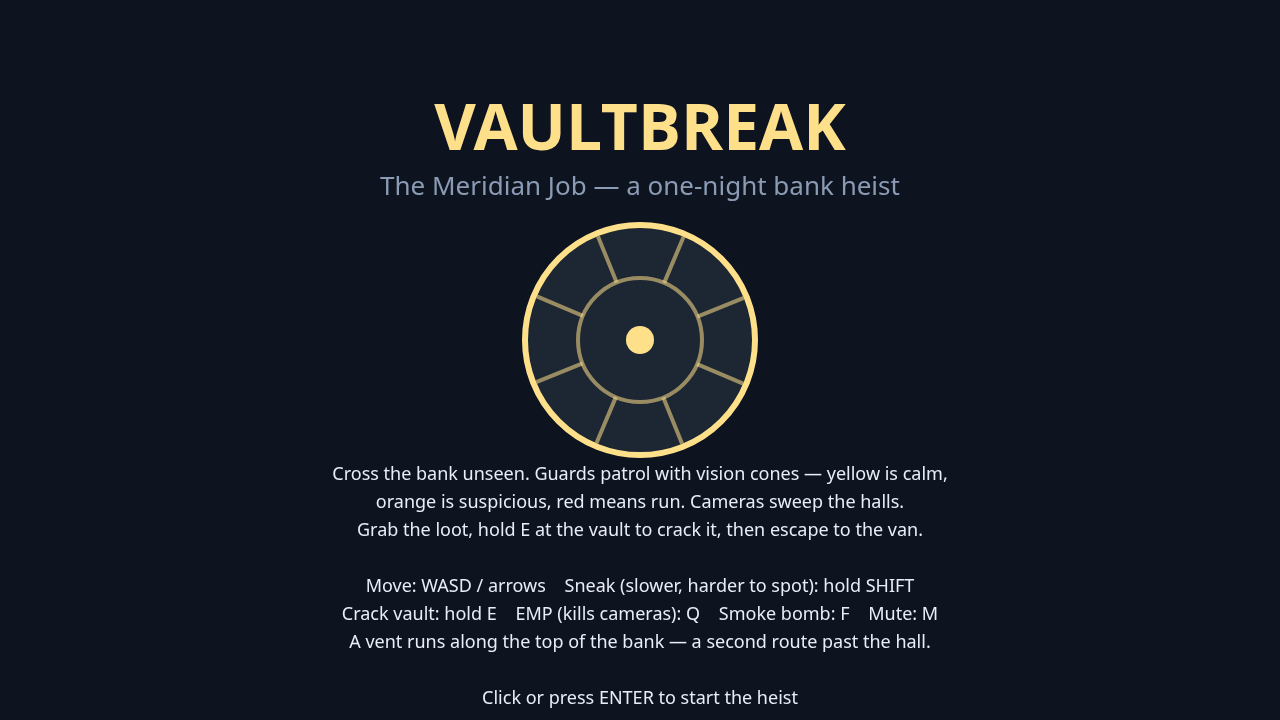 VAULTBREAK
The Meridian Job — a one-night bank heist
Cross the bank unseen. Guards patrol with vision cones — yellow is calm,
orange is suspicious, red means run. Cameras sweep the halls.
Grab the loot, hold E at the vault to crack it, then escape to the van.
Move: WASD / arrows    Sneak (slower, harder to spot): hold SHIFT
Crack vault: hold E    EMP (kills cameras): Q    Smoke bomb: F    Mute: M
A vent runs along the top of the bank — a second route past the hall.
Click or press ENTER to start the heist